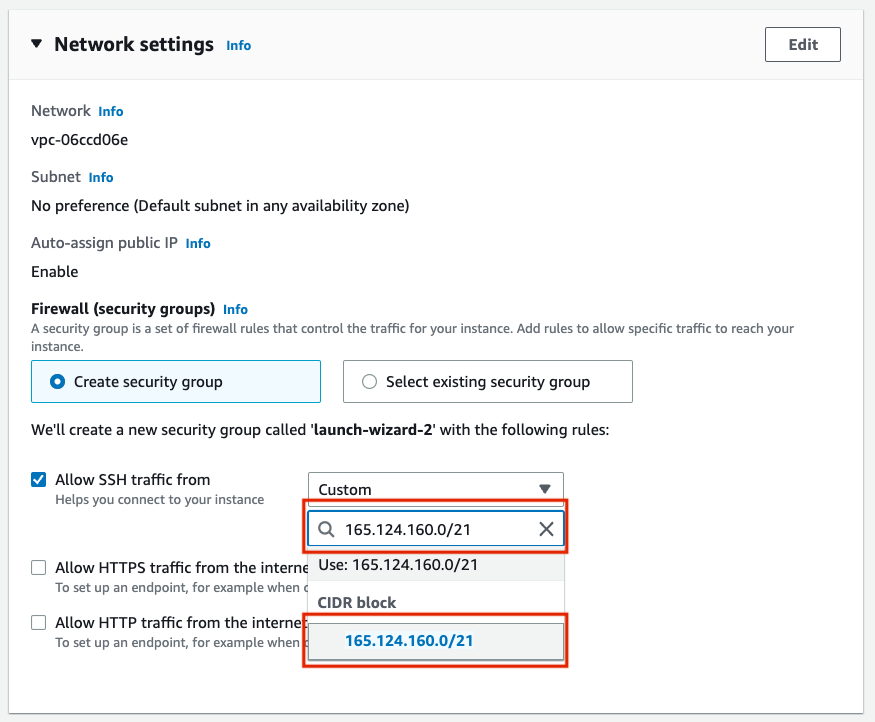 Network settings Info
Edit
Network Info
vpc-06ccd06e
Subnet Info
No preference (Default subnet in any availability zone)
Auto-assign public IP Info
Enable
Firewall (security groups) Info
A security group is a set of firewall rules that control the traffic for your instance. Add rules to allow specific traffic to reach your
instance.
Create security group
Select existing security group
We'll create a new security group called 'launch-wizard-2' with the following rules:
Allow SSH traffic from
Helps you connect to your instance
Custom
165.124.160.0/21
Use: 165.124.160.0/21
CIDR block
165.124.160.0/21
Allow HTTPS traffic from the interne
To set up an endpoint, for example when
Allow HTTP traffic from the internet
To set up an endpoint, for example when